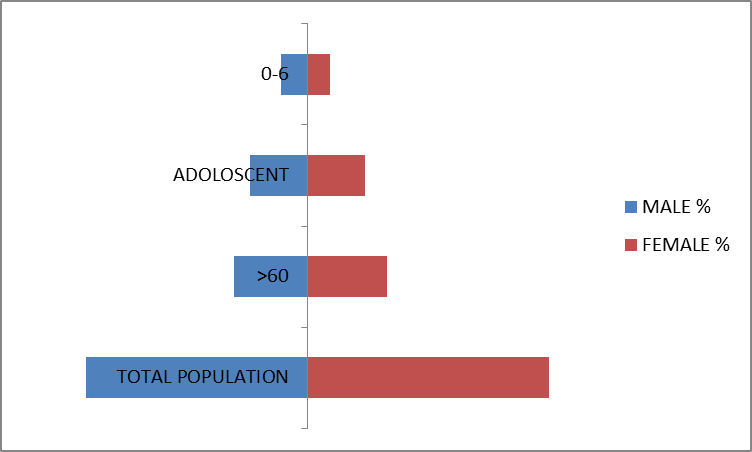 0-6
ADOLOSCENT
>60
TOTAL POPULATION
MALE %
FEMALE %